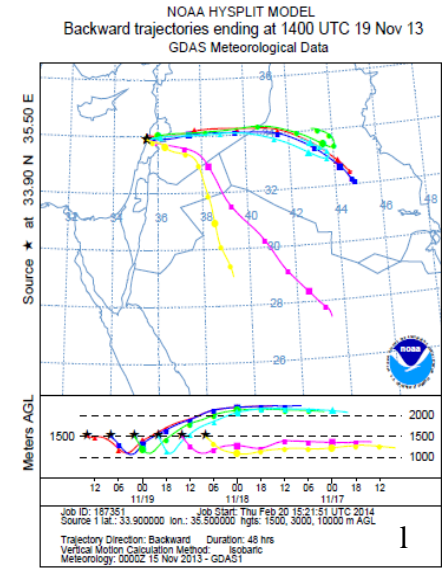 NOAA HYSPLIT MODEL
Backward trajectories ending at 1400 UTC 19 Nov 13
GDAS Meteorological Data
Source ★ at 33.90 N 35.50 E
36
32 34 36 38 40 42 44 46 48
32
30
28
26
noaa
Meters AGL
1500
2000
1500
1000
12 06 00 18 12 06 00 18 12 06 00 18 12
11/19 11/18 11/17
Job ID: 187351 Job Start: Thu Feb 20 15:21:51 UTC 2014
Source 1 lat.: 33.900000 lon.: 35.500000 hgts: 1500, 3000, 10000 m AGL
Trajectory Direction: Backward Duration: 48 hrs
Vertical Motion Calculation Method: Isobaric
Meteorology: 0000Z 15 Nov 2013 - GDAS1
1